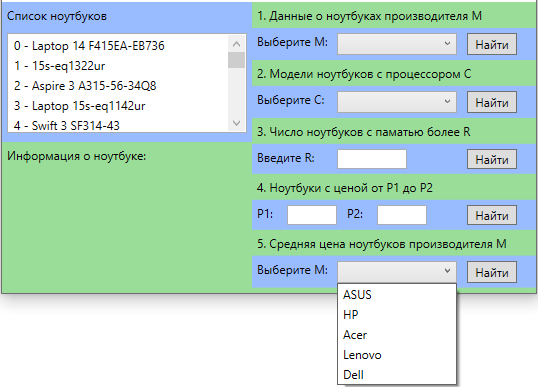 Список ноутбуков
0 - Laptop 14 F415EA-EB736
1 - 15s-eq1322ur
2 - Aspire 3 A315-56-34Q8
3 - Laptop 15s-eq1142ur
4 - Swift 3 SF314-43
Информация о ноутбуке:
1. Данные о ноутбуках производителя M
Выберите M:
Найти
2. Модели ноутбуков с процессором C
Выберите C:
Найти
3. Число ноутбуков с паматью более R
Введите R:
Найти
4. Ноутбуки с ценой от P1 до P2
P1:
P2:
Найти
5. Средняя цена ноутбуков производителя M
Выберите M:
Найти
ASUS
HP
Acer
Lenovo
Dell